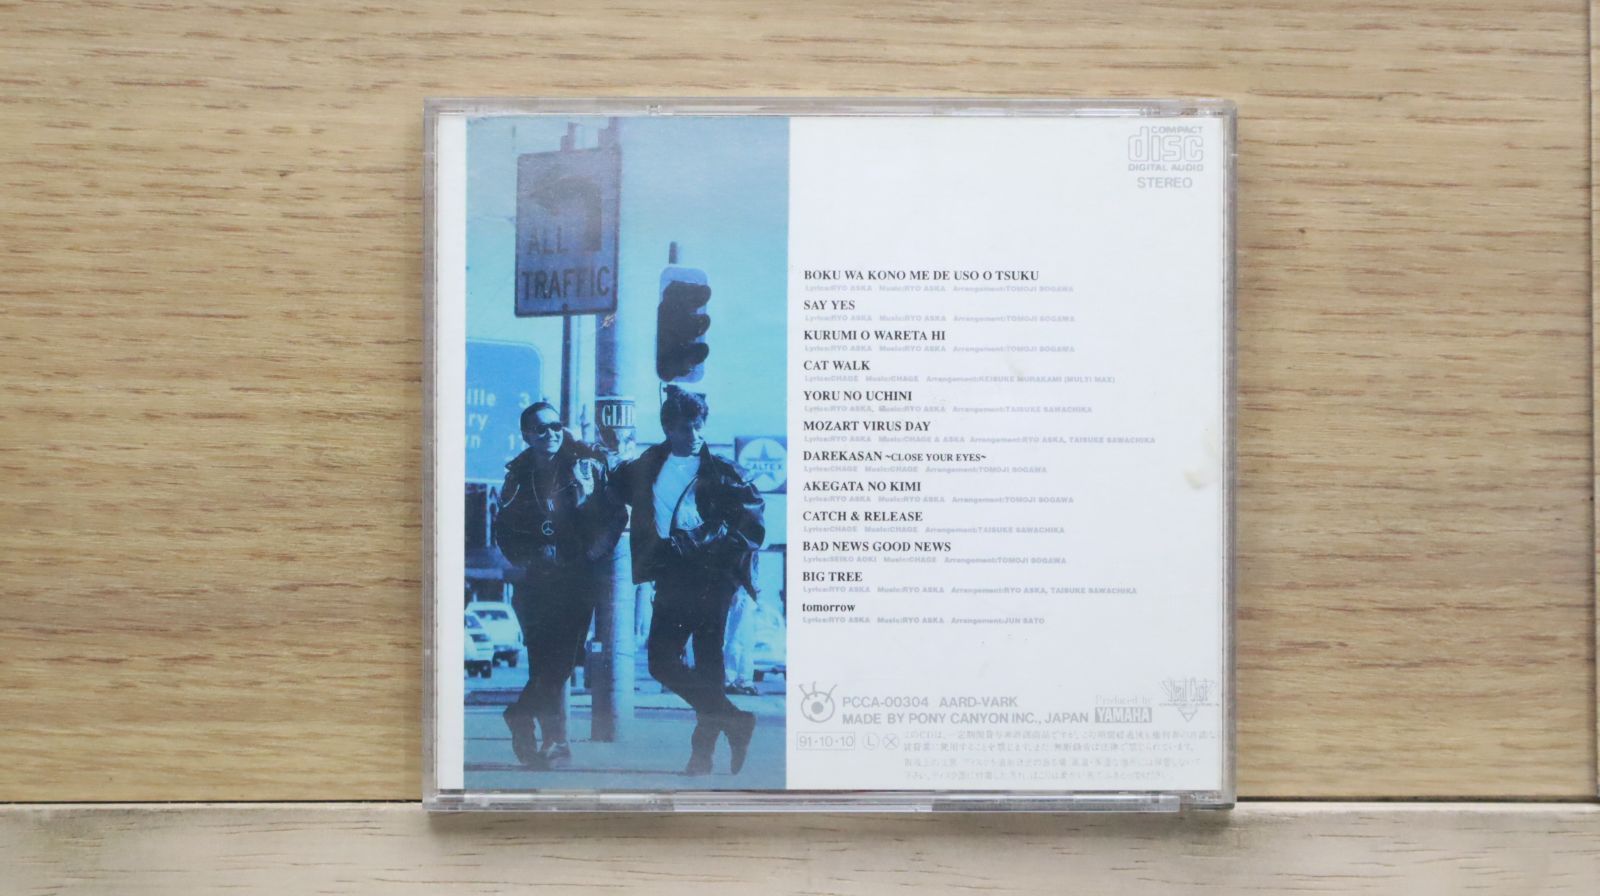 ALL
TRAFFIC
GLID
CALTEX
COMPACT
disc
DIGITAL AUDIO
STEREO
BOKU WA KONO ME DE USO O TSUKU
Lyrics:RYO ASKA Music:RYO ASKA Arrangement:TOMOJI SOGAWA
SAY YES
Lyrics:RYO ASKA Music:RYO ASKA Arrangement:TOMOJI SOGAWA
KURUMI O WARETA HI
Lyrics:RYO ASKA Music:RYO ASKA Arrangement:TOMOJI SOGAWA
CAT WALK
Lyrics:CHAGE Music:CHAGE Arrangement:KEISUKE MURAKAMI (MULTI MAX)
YORU NO UCHINI
Lyrics:RYO ASKA, Music:RYO ASKA Arrangement:TAISUKE SAWACHIKA
MOZART VIRUS DAY
Lyrics:RYO ASKA Music:CHAGE & ASKA Arrangement:RYO ASKA, TAISUKE SAWACHIKA
DAREKASAN ~CLOSE YOUR EYES~
Lyrics:CHAGE Music:CHAGE Arrangement:TOMOJI SOGAWA
AKEGATA NO KIMI
Lyrics:RYO ASKA Music:RYO ASKA Arrangement:TOMOJI SOGAWA
CATCH & RELEASE
Lyrics:CHAGE Music:CHAGE Arrangement:TAISUKE SAWACHIKA
BAD NEWS GOOD NEWS
Lyrics:SEIKO AOKI Music:CHAGE Arrangement:TOMOJI SOGAWA
BIG TREE
Lyrics:RYO ASKA Music:RYO ASKA Arrangement:RYO ASKA, TAISUKE SAWACHIKA
tomorrow
Lyrics:RYO ASKA Music:RYO ASKA Arrangement:JUN SATO
PCCA-00304 AARD-VARK
MADE BY PONY CANYON INC., JAPAN
Produced by
YAMAHA
91·10·10 L X